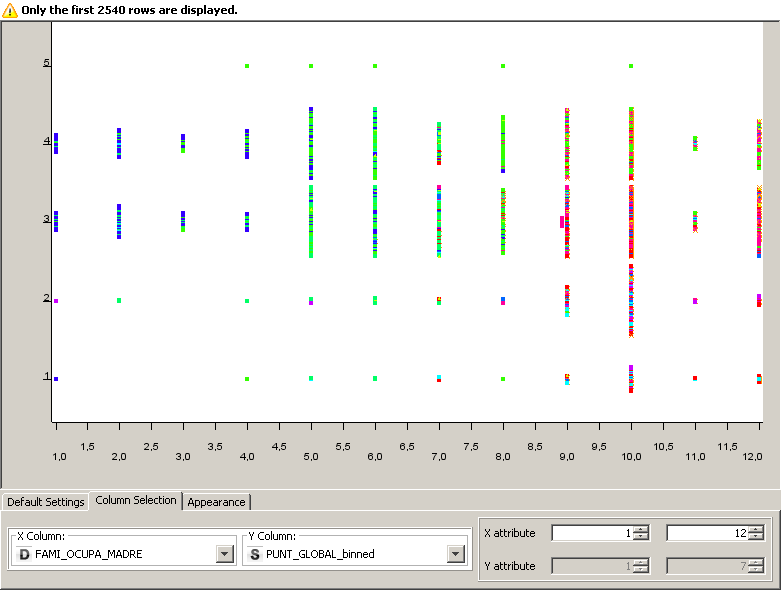 Only the first 2540 rows are displayed.
5
4
3
2
1
1,5 2,5 3,5 4,5 5,5 6,5 7,5 8,5 9,5 10,5 11,5
1,0 2,0 3,0 4,0 5,0 6,0 7,0 8,0 9,0 10,0 11,0 12,0
Default Settings Column Selection Appearance
X Column: Y Column:
D FAMI_OCUPA_MADRE S PUNT_GLOBAL_binned
X attribute 1 12
Y attribute 1 7